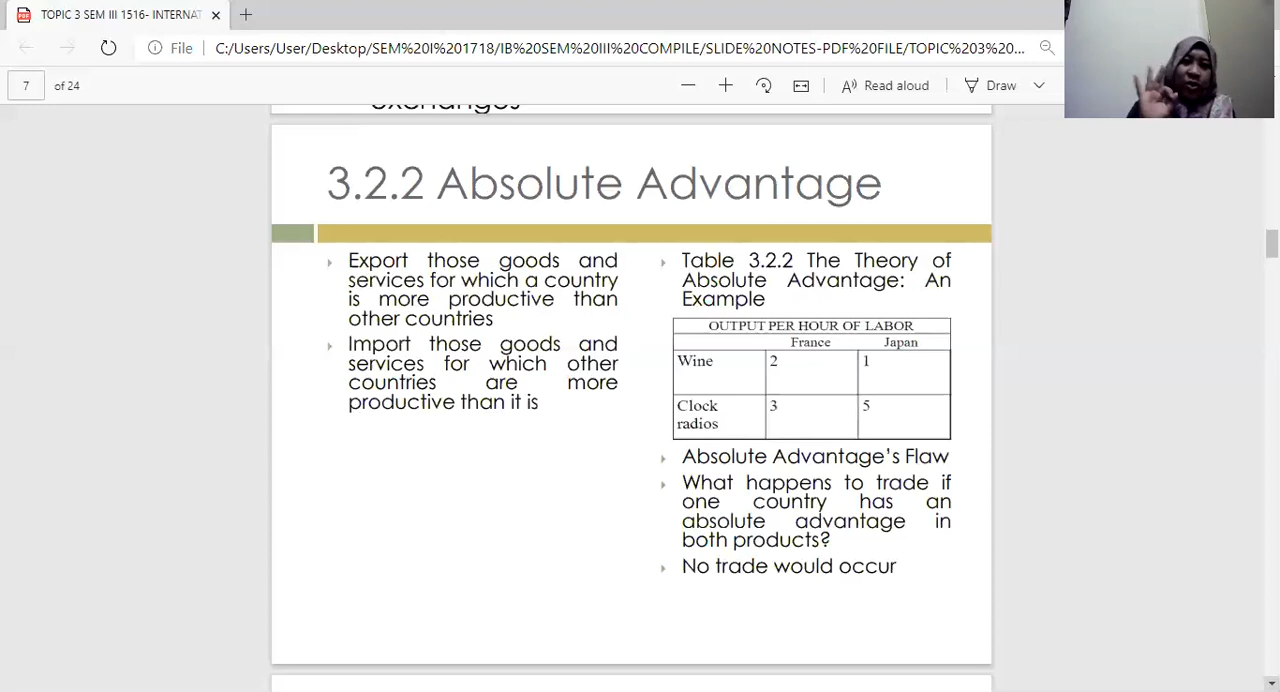 TOPIC 3 SEM III 1516- INTERNAT
File
C:/Users/User/Desktop/SEM%20I%201718/IB%20SEM%20III%20COMPILE/SLIDE%20NOTES-PDF%20FILE/TOPIC%203%20...
7 of 24
Read aloud
Draw
exchanges
3.2.2 Absolute Advantage
Export those goods and
services for which a country
is more productive than
other countries
Import those goods and
services for which other
countries are more
productive than it is
Table 3.2.2 The Theory of
Absolute Advantage: An
Example
OUTPUT PER HOUR OF LABOR
France Japan
Wine 2 1
Clock 3 5
radios
Absolute Advantage's Flaw
What happens to trade if
one country has an
absolute advantage in
both products?
No trade would occur